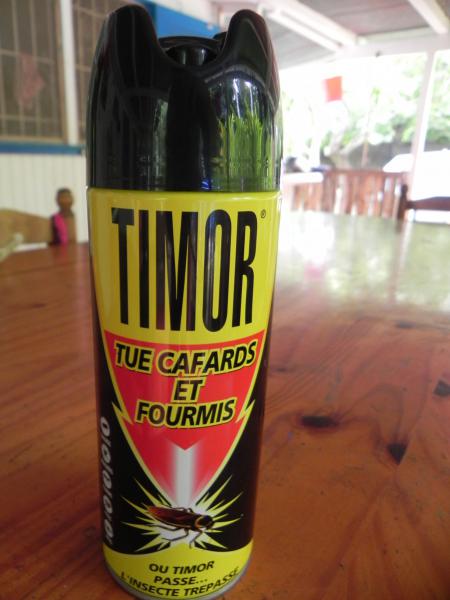 TIMOR®
TUE CAFARDS
ET
FOURMIS
OU TIMOR
PASSE...
L'INSECTE TREPASSE